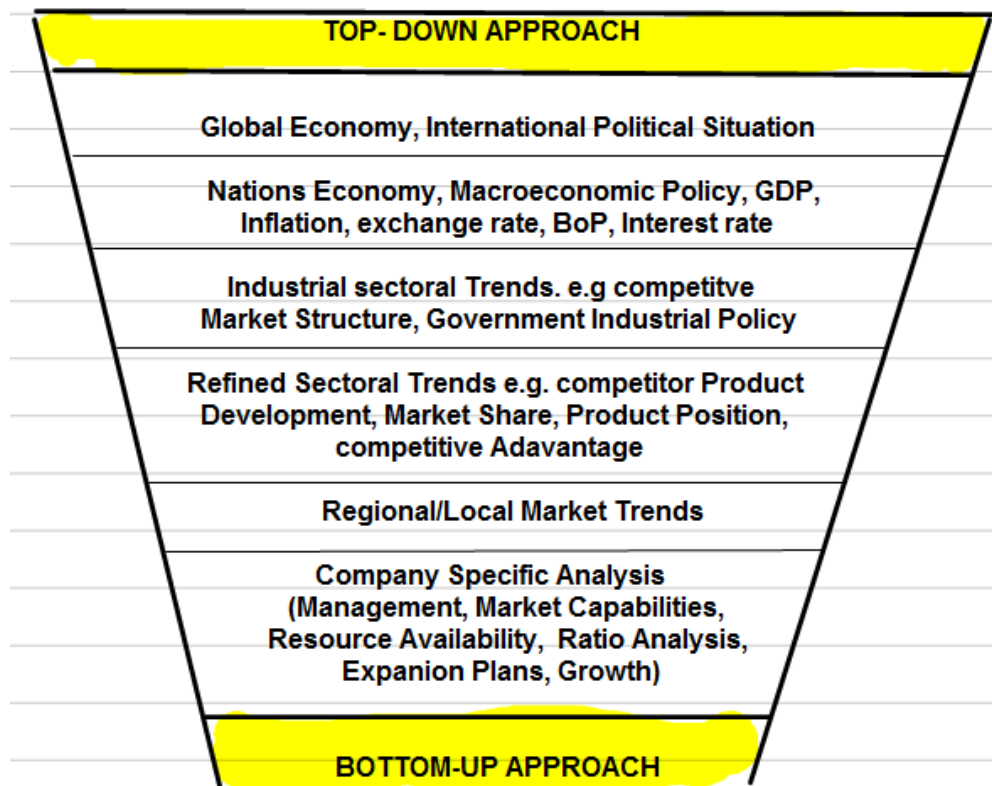 TOP- DOWN APPROACH
Global Economy, International Political Situation
Nations Economy, Macroeconomic Policy, GDP,
Inflation, exchange rate, BoP, Interest rate
Industrial sectoral Trends. e.g competitve
Market Structure, Government Industrial Policy
Refined Sectoral Trends e.g. competitor Product
Development, Market Share, Product Position,
competitive Adavantage
Regional/Local Market Trends
Company Specific Analysis
(Management, Market Capabilities,
Resource Availability, Ratio Analysis,
Expanion Plans, Growth)
BOTTOM-UP APPROACH